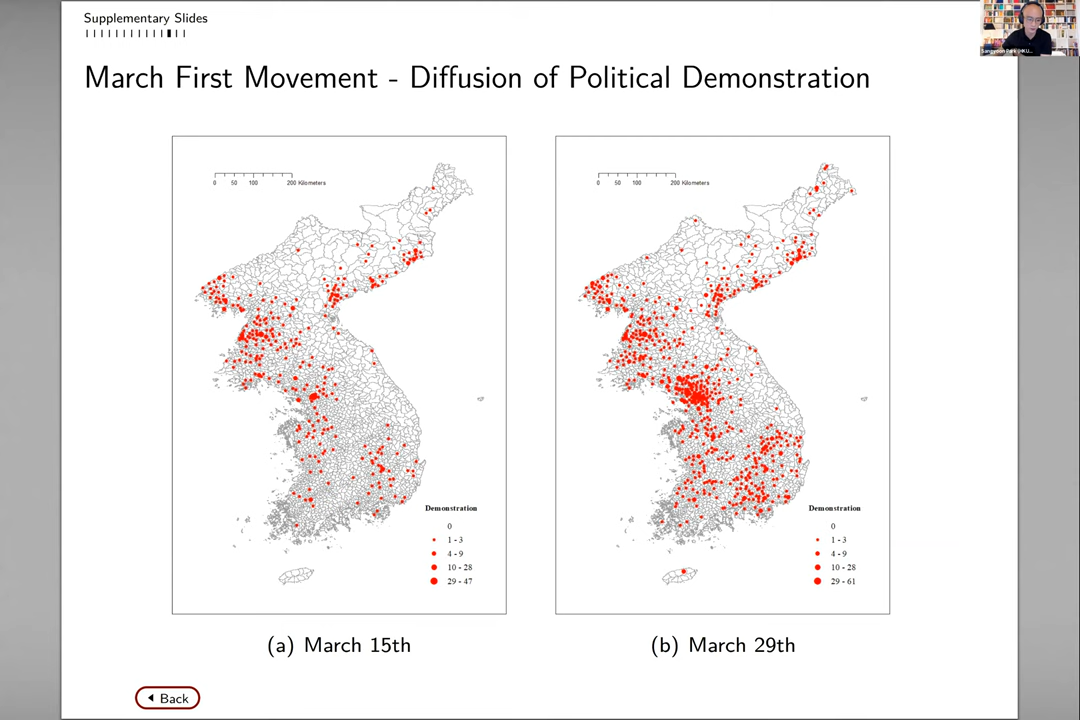 Supplementary Slides
March First Movement - Diffusion of Political Demonstration
0 50 100 200 Kilometers
Demonstration
0
1 - 3
4 - 9
10 - 28
29 - 47
(a) March 15th
0 50 100 200 Kilometers
Demonstration
0
1 - 3
4 - 9
10 - 28
29 - 61
(b) March 29th
Back